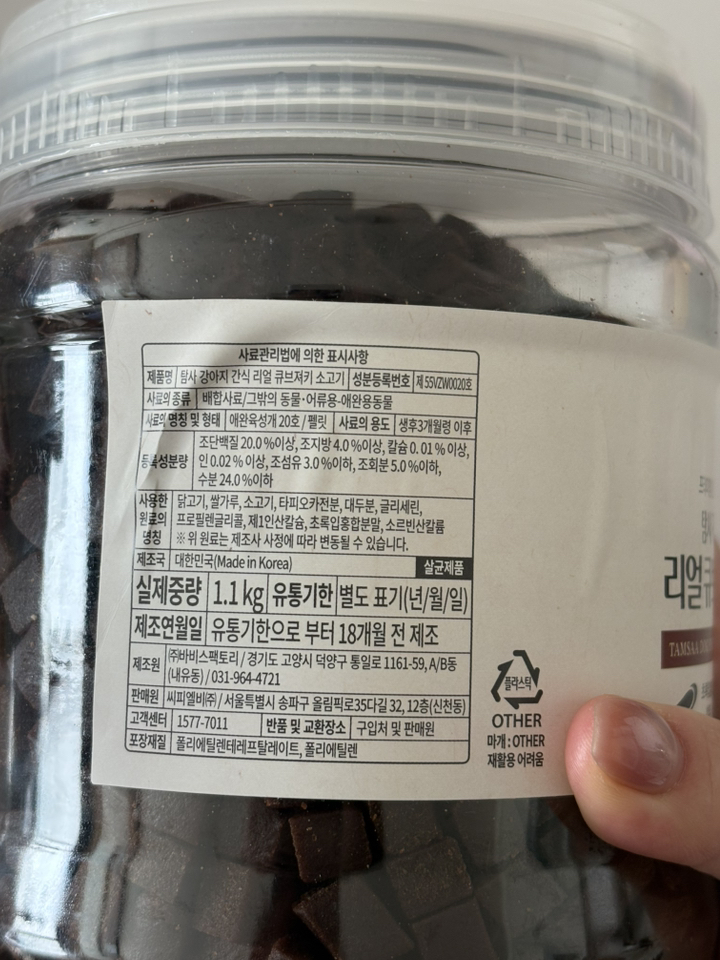 사료관리법에 의한 표시사항
제품명 탐사 강아지 간식 리얼 큐브져키 소고기 성분등록번호 제55VZW0020호
사료의 종류 배합사료/그밖의 동물·어류용-애완용동물
사료의 명칭 및 형태 애완육성개 20호 / 펠릿 사료의 용도 생후3개월령 이후
등록성분량 조단백질 20.0 %이상, 조지방 4.0 %이상, 칼슘 0. 01 % 이상,
인 0.02 % 이상, 조섬유 3.0 %이하, 조회분 5.0 %이하,
수분 24.0 %이하
사용한 원료의 명칭 닭고기, 쌀가루, 소고기, 타피오카전분, 대두분, 글리세린,
프로필렌글리콜, 제1인산칼슘, 초록입홍합분말, 소르빈산칼륨
※ 위 원료는 제조사 사정에 따라 변동될 수 있습니다.
제조국 대한민국(Made in Korea) 살균제품
실제중량 1.1 kg 유통기한 별도 표기(년/월/일)
제조연월일 유통기한으로 부터 18개월 전 제조
제조원 ㈜바비스팩토리 / 경기도 고양시 덕양구 통일로 1161-59, A/B동
(내유동) / 031-964-4721
판매원 씨피엘비㈜ / 서울특별시 송파구 올림픽로35다길 32, 12층(신천동)
고객센터 1577-7011 반품 및 교환장소 구입처 및 판매원
포장재질 폴리에틸렌테레프탈레이트, 폴리에틸렌
플라스틱
OTHER
마개 : OTHER
재활용 어려움
리얼큐
TAMSAA